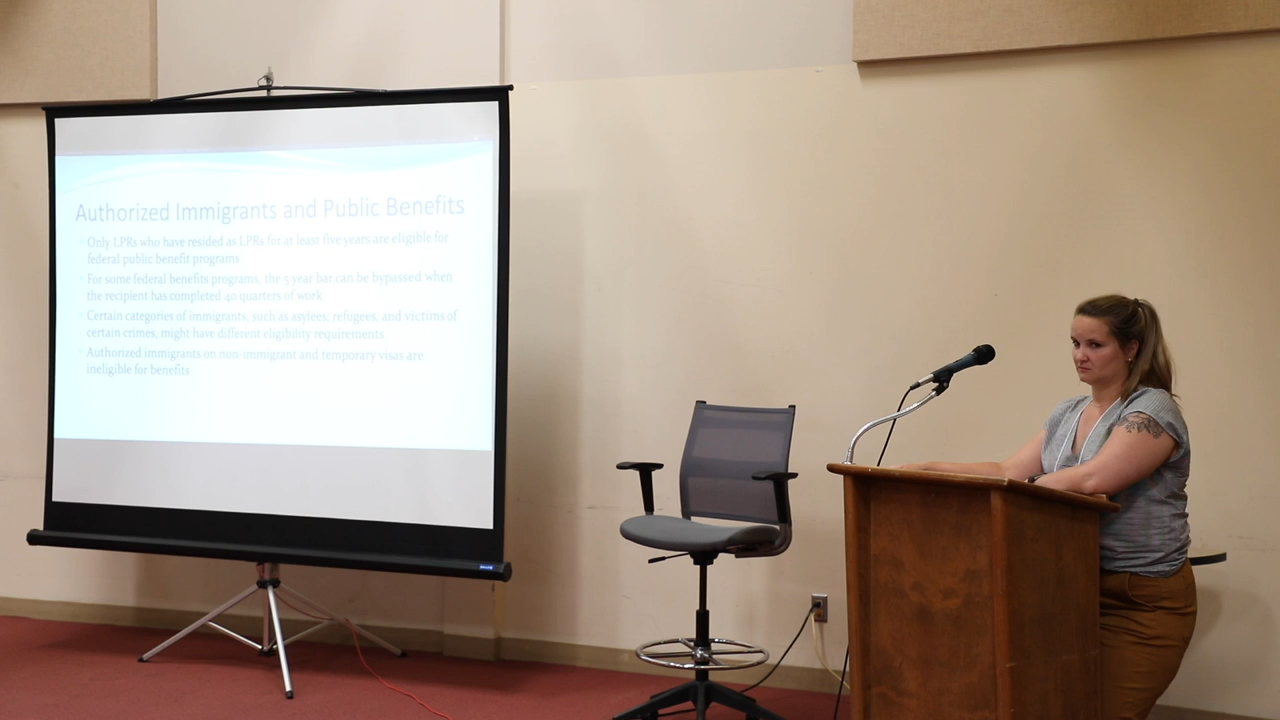 Authorized Immigrants and Public Benefits
Only LPRs who have resided as LPRs for at least five years are eligible for
federal public benefit programs
For some federal benefits programs, the 5 year bar can be bypassed when
the recipient has completed 40 quarters of work
Certain categories of immigrants, such as asylees, refugees, and victims of
certain crimes, might have different eligibility requirements
Authorized immigrants on non-immigrant and temporary visas are
ineligible for benefits